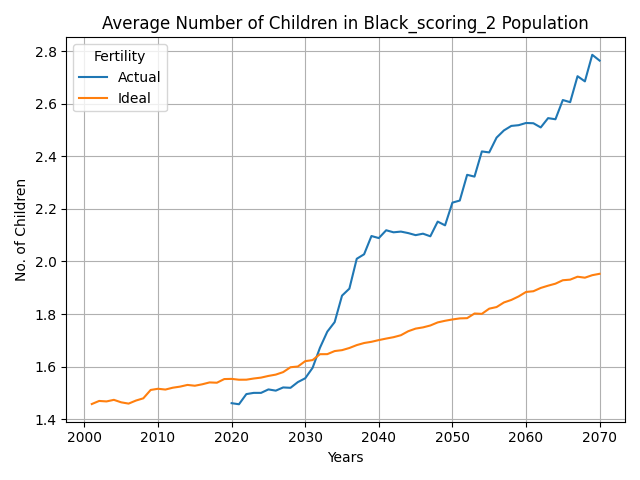 Average Number of Children in Black_scoring_2 Population
Fertility
Actual
Ideal
No. of Children
2.8
2.6
2.4
2.2
2.0
1.8
1.6
1.4
2000 2010 2020 2030 2040 2050 2060 2070
Years